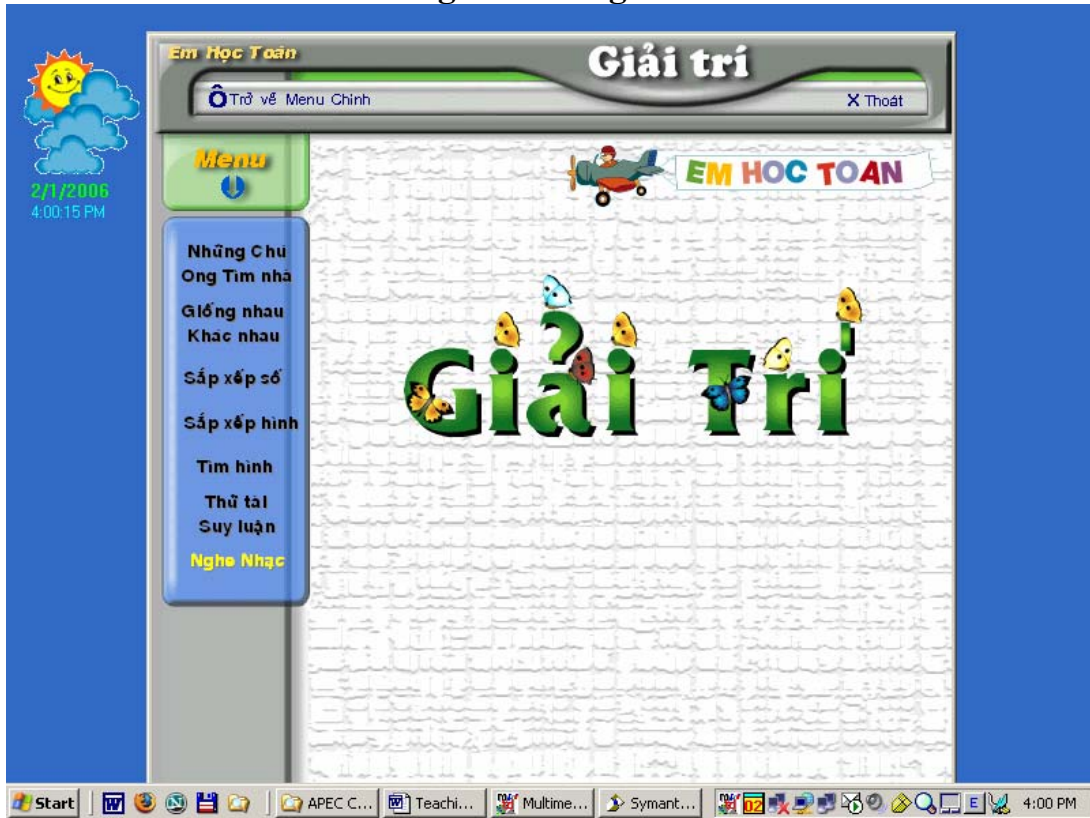 Em Học Toán
Giải trí
Ô Trở về Menu Chính
X Thoát
Menu
EM HOC TOAN
2/1/2006
4:00:15 PM
Những Chú
Ong Tìm nhà
Giống nhau
Khác nhau
Sắp xếp số
Sắp xếp hình
Tìm hình
Thử tài
Suy luận
Nghe Nhạc
Giải Trí
Start
APEC C...
Teachi...
Multime...
Symant...
02
E
4:00 PM